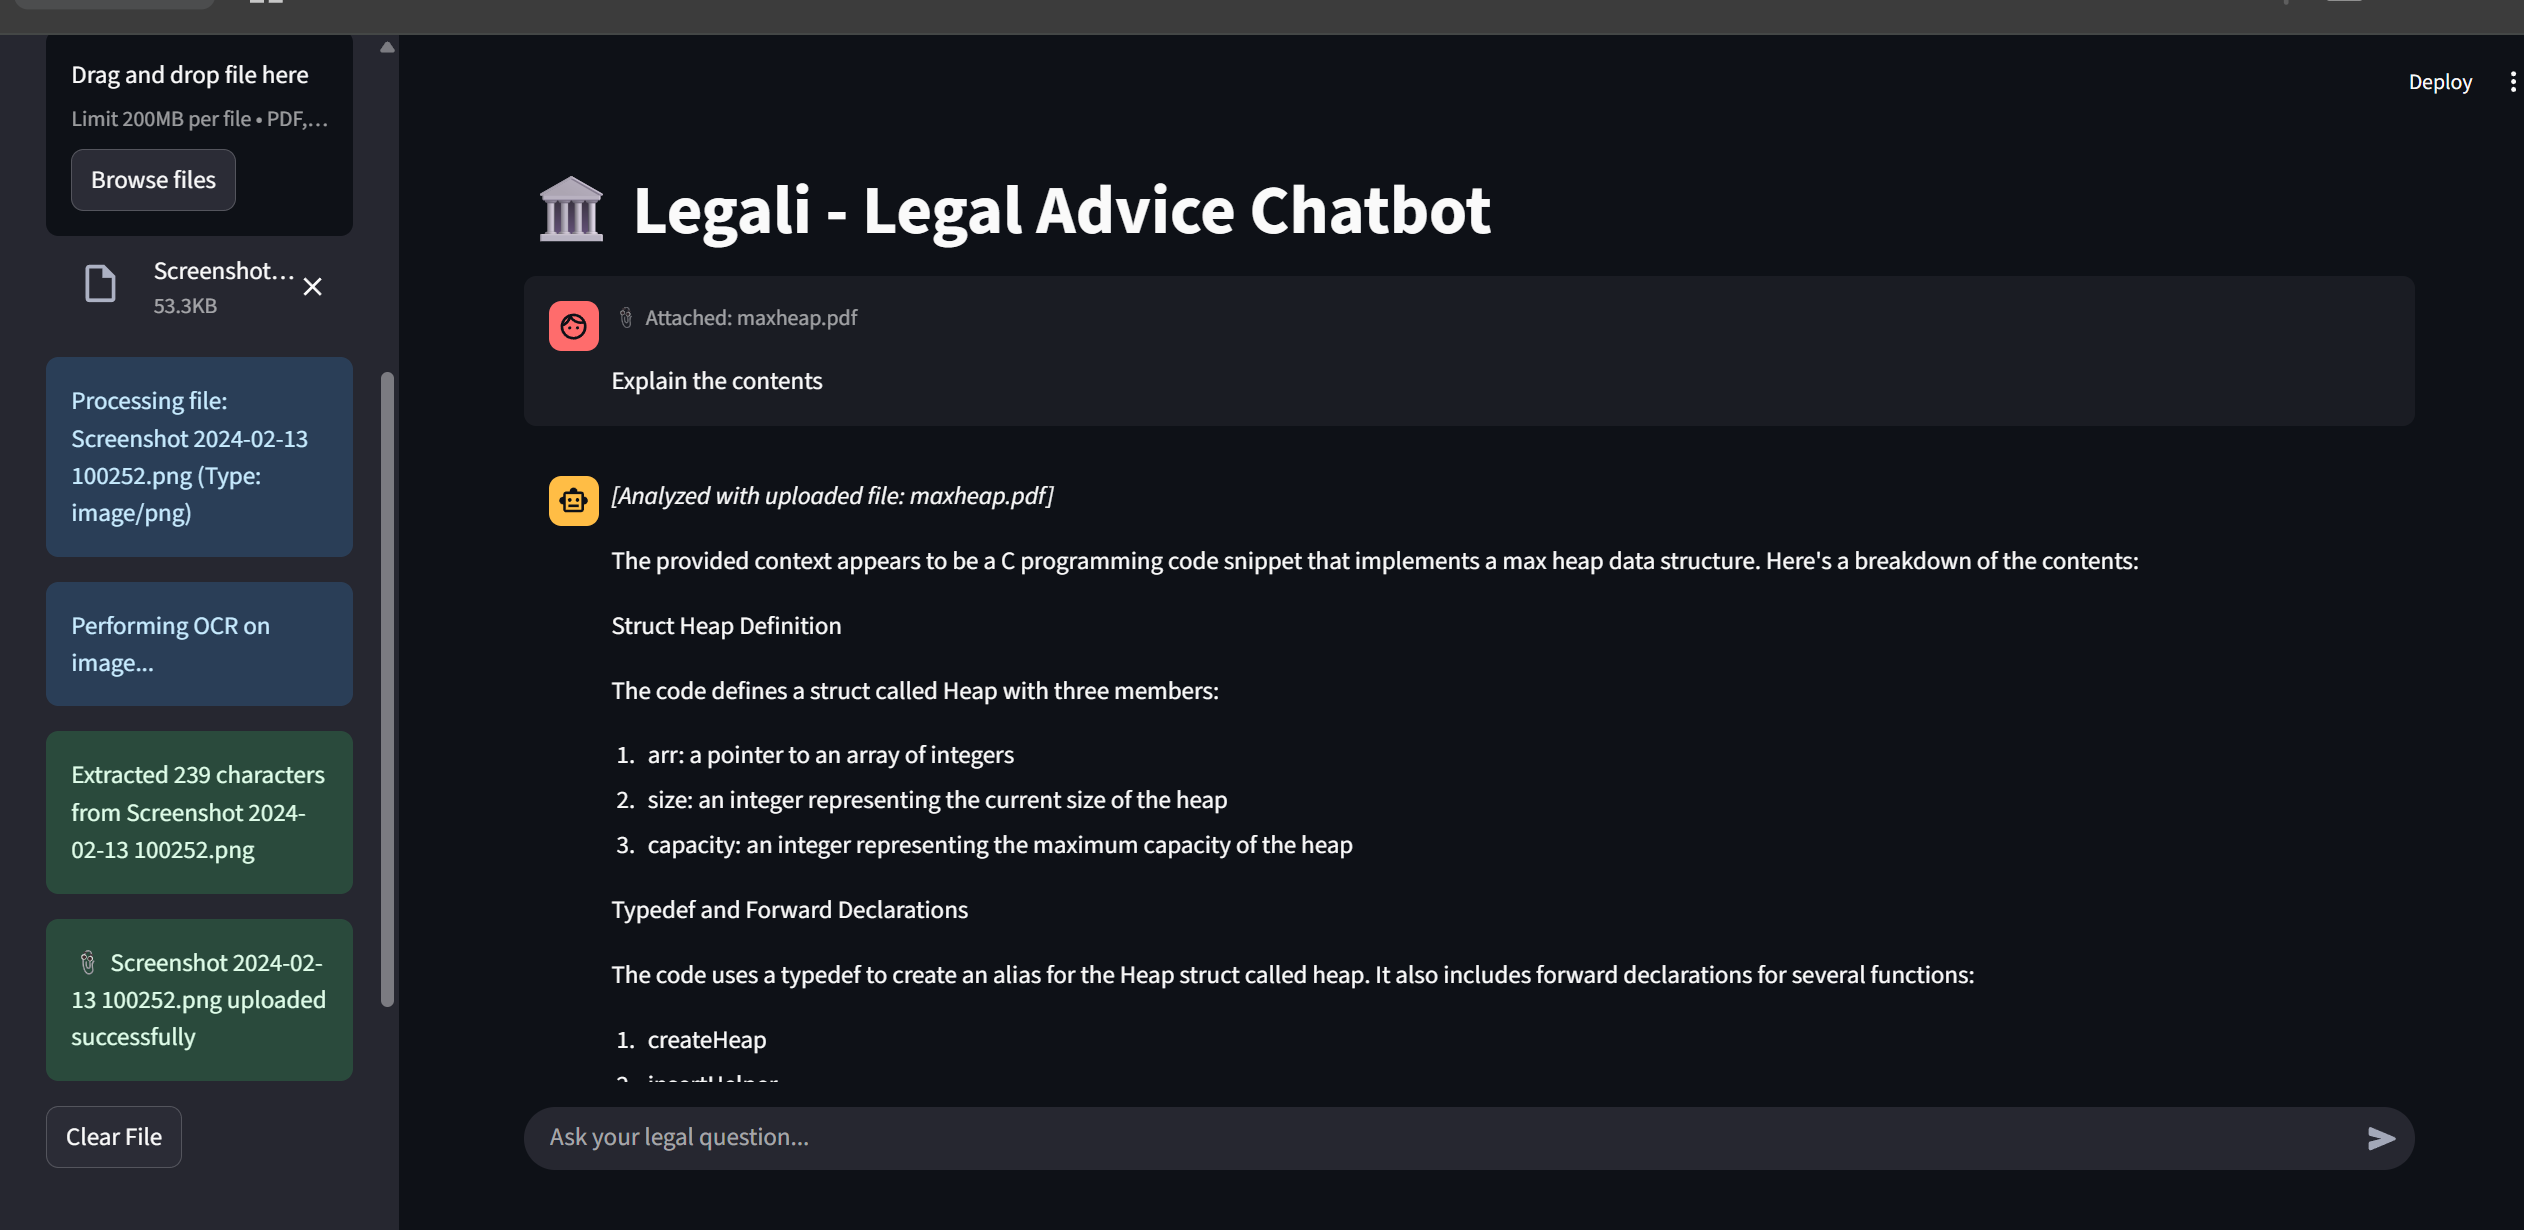 Drag and drop file here
Limit 200MB per file • PDF,...
Browse files
Screenshot...
53.3KB
Processing file:
Screenshot 2024-02-13
100252.png (Type:
image/png)
Performing OCR on
image...
Extracted 239 characters
from Screenshot 2024-
02-13 100252.png
Screenshot 2024-02-
13 100252.png uploaded
successfully
Clear File
Deploy
Legali - Legal Advice Chatbot
Attached: maxheap.pdf
Explain the contents
[Analyzed with uploaded file: maxheap.pdf]
The provided context appears to be a C programming code snippet that implements a max heap data structure. Here's a breakdown of the contents:
Struct Heap Definition
The code defines a struct called Heap with three members:
1. arr: a pointer to an array of integers
2. size: an integer representing the current size of the heap
3. capacity: an integer representing the maximum capacity of the heap
Typedef and Forward Declarations
The code uses a typedef to create an alias for the Heap struct called heap. It also includes forward declarations for several functions:
1. createHeap
2. insertHelper
Ask your legal question...